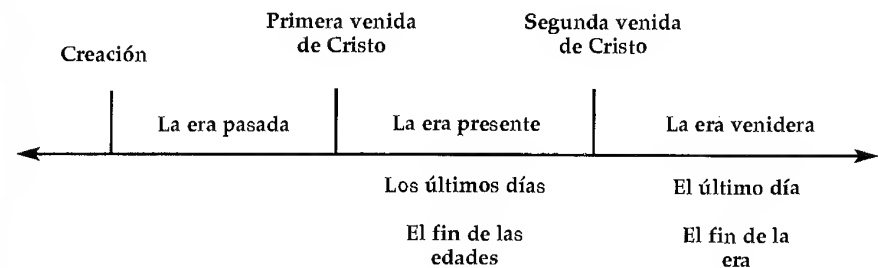 Creación
Primera venida
de Cristo
Segunda venida
de Cristo
La era pasada
La era presente
La era venidera
Los últimos días
El último día
El fin de las
edades
El fin de la
era